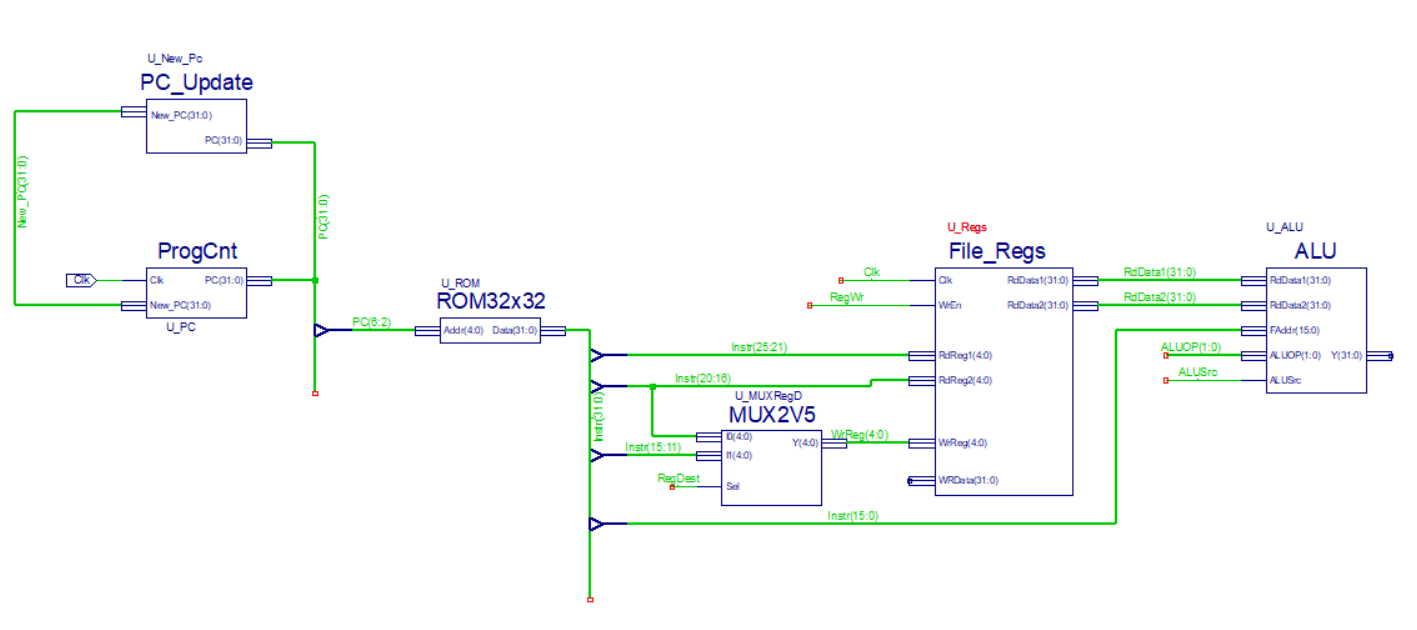 U_New_Pc
PC_Update
New_PC(31:0)
PC(31:0)
New_PC(31:0)
PC(31:0)
ProgCnt
Clk
Clk
PC(31:0)
New_PC(31:0)
U_PC
PC(6:2)
U_ROM
ROM32x32
Addr(4:0) Data(31:0)
Instr(31:0)
Instr(25:21)
Instr(20:16)
Instr(15:11)
RegDest
U_MUXRegD
MUX2V5
I0(4:0)
Y(4:0)
I1(4:0)
Sel
WrReg(4:0)
Instr(15:0)
U_Regs
File_Regs
Clk
RegWr
Clk
RdData1(31:0)
WrEn
RdData2(31:0)
RdReg1(4:0)
RdReg2(4:0)
WrReg(4:0)
WRData(31:0)
RdData1(31:0)
RdData2(31:0)
ALUOP(1:0)
ALUSrc
U_ALU
ALU
RdData1(31:0)
RdData2(31:0)
FAddr(15:0)
ALUOP(1:0) Y(31:0)
ALUSrc